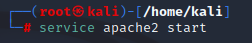 ┌──(root㉿kali)-[/home/kali]
└─# service apache2 start